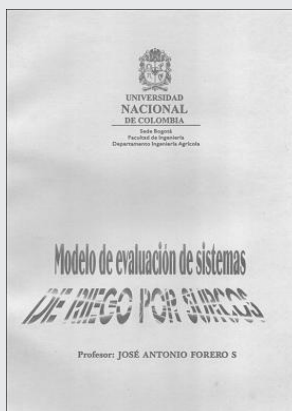 UNIVERSIDAD
NACIONAL
DE COLOMBIA
Sede Bogotá
Facultad de Ingeniería
Departamento Ingeniería Agrícola
Modelo de evaluación de sistemas
DE RIEGO POR SURCOS
Profesor: JOSÉ ANTONIO FORERO S